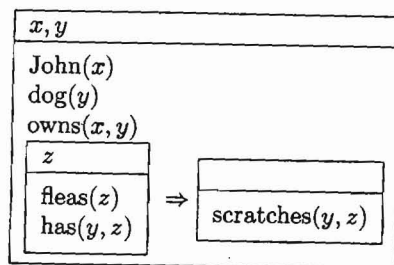 x, y
John(x)
dog(y)
owns(x, y)
z
fleas(z)
has(y, z)
⇒
scratches(y, z)